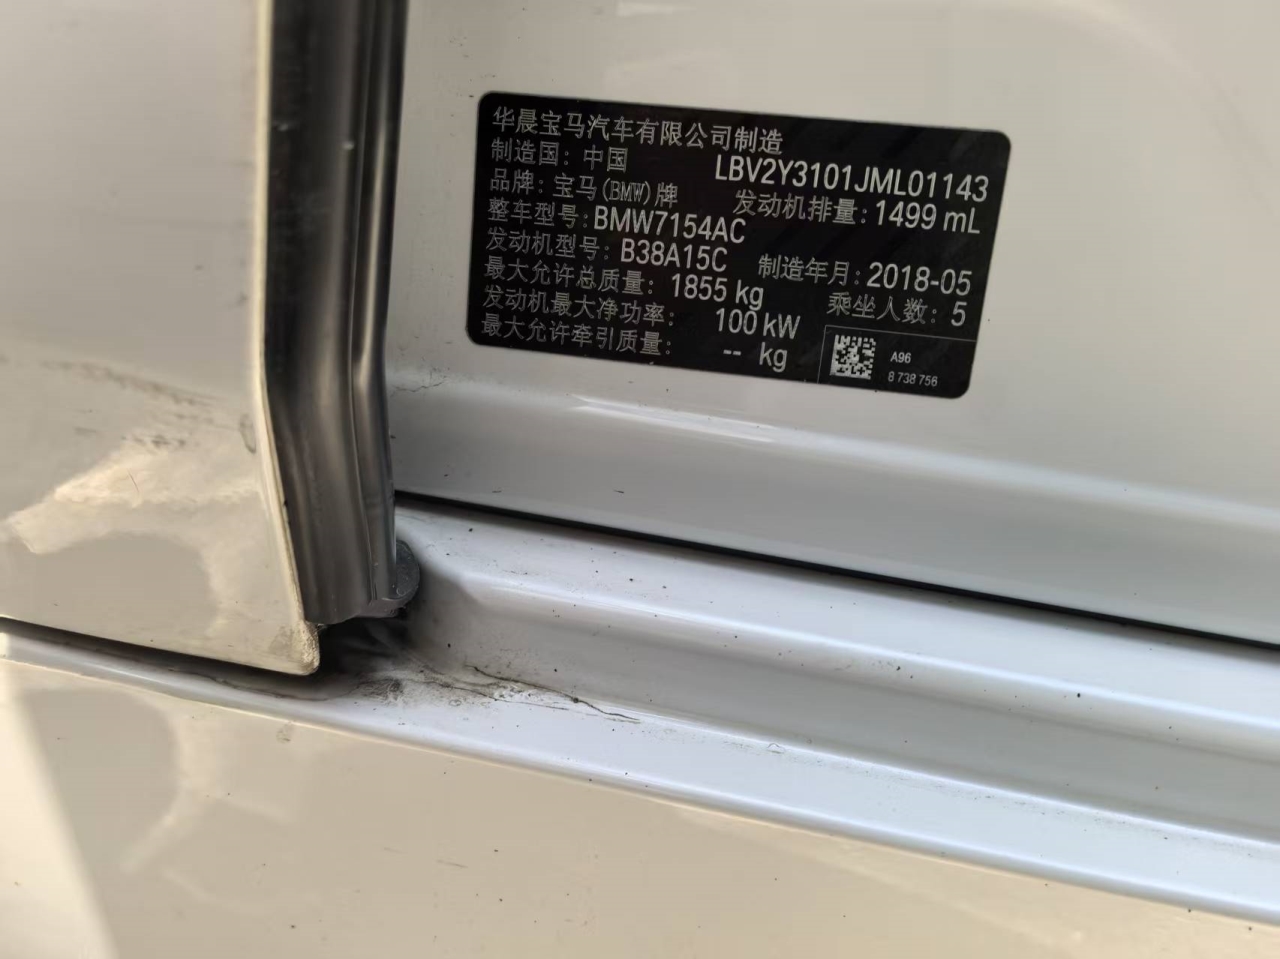 华晨宝马汽车有限公司制造
制造国：中国
LBV2Y3101JML01143
品牌：宝马(BMW)牌
发动机排量：1499 mL
整车型号：BMW7154AC
发动机型号：B38A15C
制造年月：2018-05
最大允许总质量：1855 kg
乘坐人数：5
发动机最大净功率：100 kW
最大允许牵引质量：-- kg
A96
8 738 756